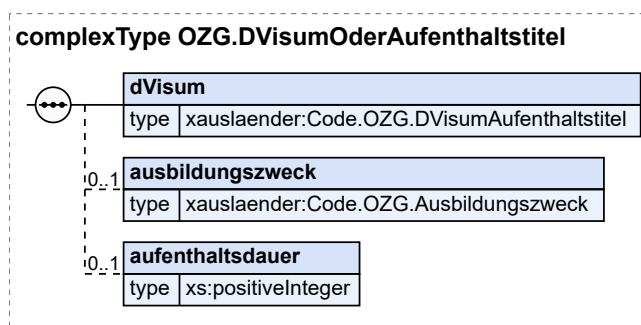 complexType OZG.DVisumOderAufenthaltstitel
dVisum
type xauslaender:Code.OZG.DVisumAufenthaltstitel
0..1
ausbildungszweck
type xauslaender:Code.OZG.Ausbildungszweck
0..1
aufenthaltsdauer
type xs:positiveInteger